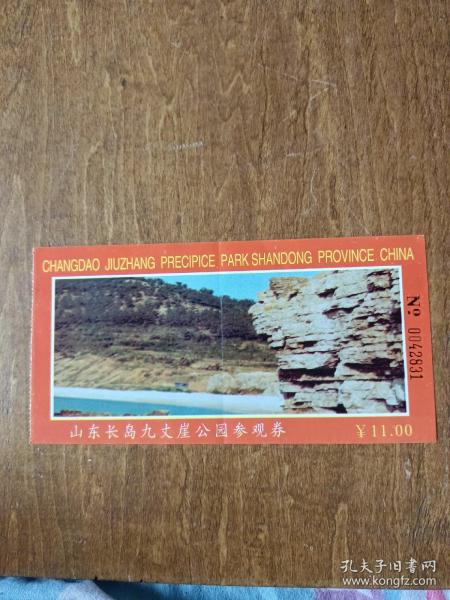 CHANGDAO JIUZHANG PRECIPICE PARK SHANDONG PROVINCE CHINA
№ 0042831
山东长岛九丈崖公园参观券
￥11.00
孔夫子旧书网
www.kongfz.com